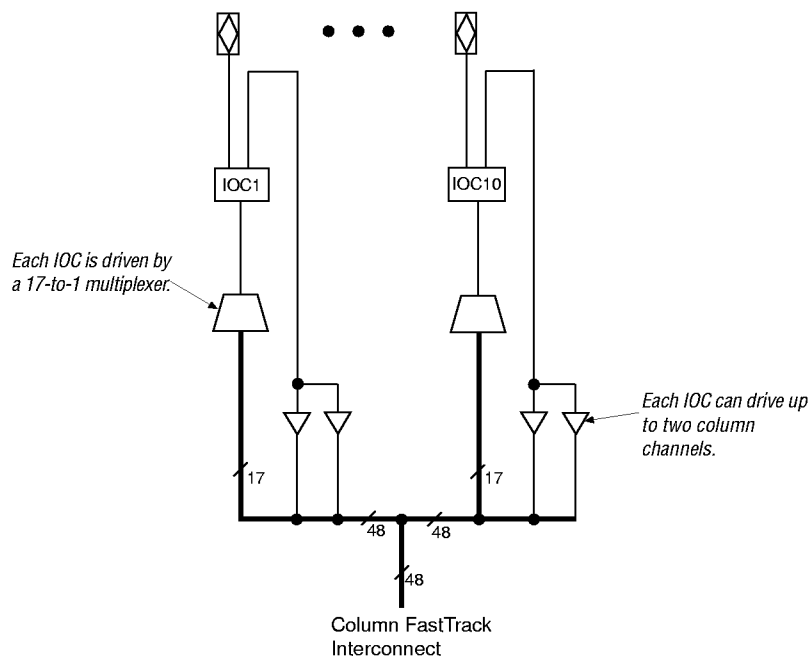 IOC1
IOC10
Each IOC is driven by
a 17-to-1 multiplexer.
Each IOC can drive up
to two column
channels.
17
17
48
48
48
Column FastTrack
Interconnect